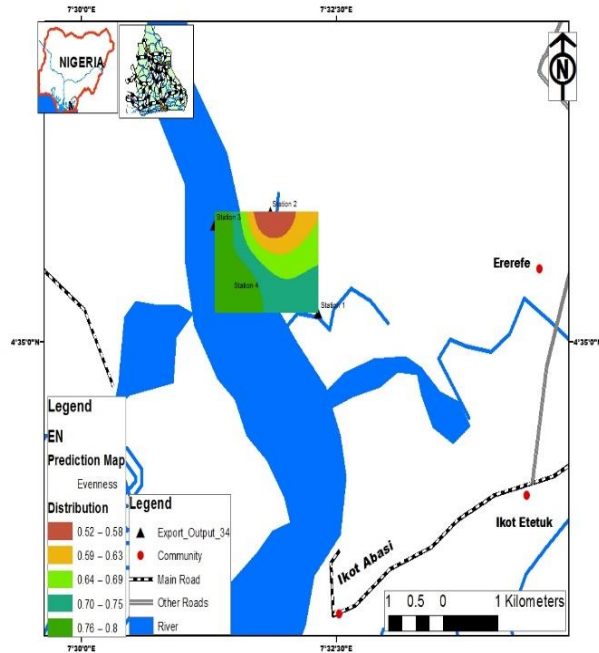 7°30'0"E
7°32'30"E
NIGERIA
N
Station 2
Station 3
Station 4
Station 1
Ererefe
4°35'0"N
4°35'0"N
Legend
EN
Prediction Map
Evenness
Distribution
0.52 – 0.58
0.59 – 0.63
0.64 – 0.69
0.70 – 0.75
0.76 – 0.8
Legend
Export_Output_34
Community
Main Road
Other Roads
River
Ikot Etetuk
Ikot Abasi
1 0.5 0 1 Kilometers
7°30'0"E
7°32'30"E